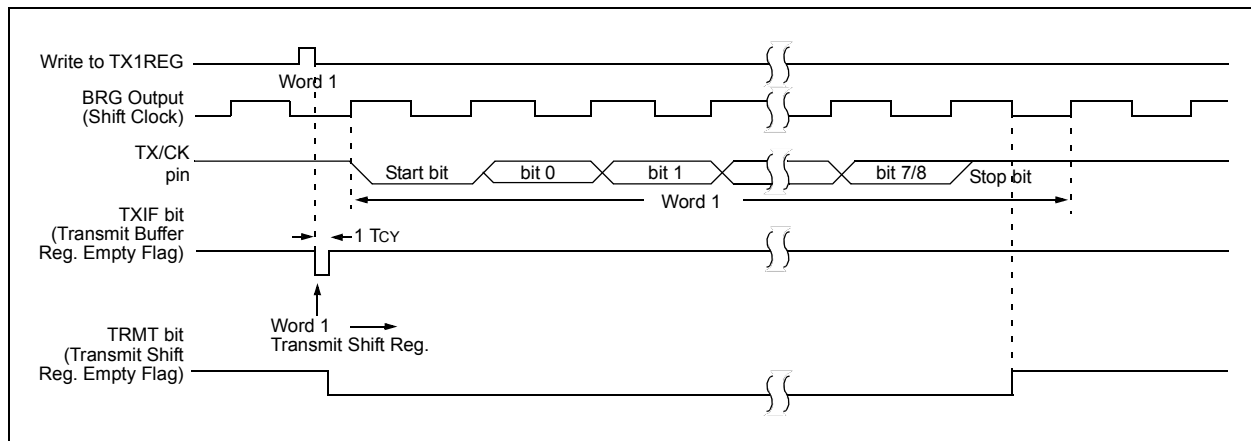 Write to TX1REG
Word 1
BRG Output
(Shift Clock)
TX/CK
pin
Start bit
bit 0
bit 1
bit 7/8
Stop bit
Word 1
TXIF bit
(Transmit Buffer
Reg. Empty Flag)
1 TCY
Word 1
Transmit Shift Reg.
TRMT bit
(Transmit Shift
Reg. Empty Flag)